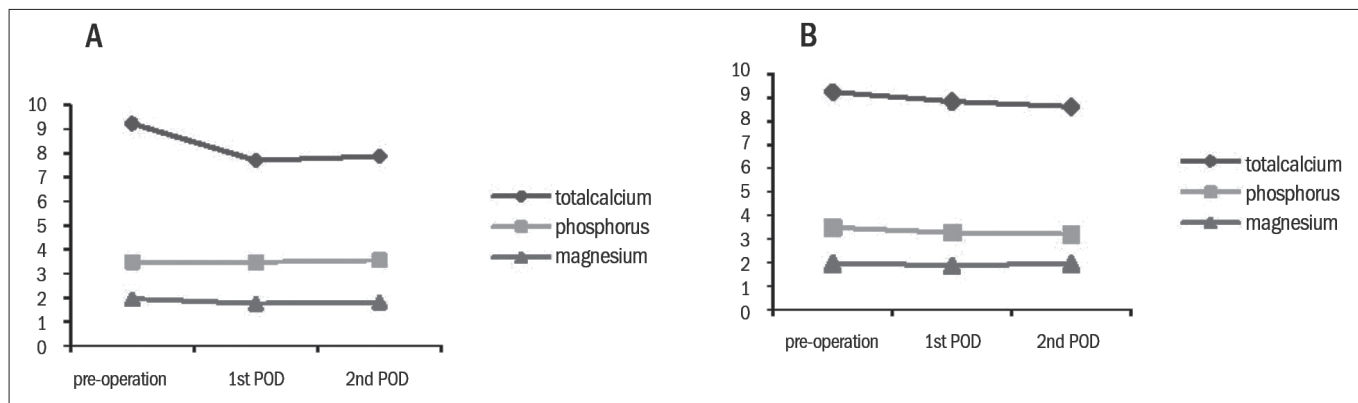 A
10
9
8
7
6
5
4
3
2
1
0
pre-operation 1st POD 2nd POD
totalcalcium
phosphorus
magnesium
B
10
9
8
7
6
5
4
3
2
1
0
pre-operation 1st POD 2nd POD
totalcalcium
phosphorus
magnesium